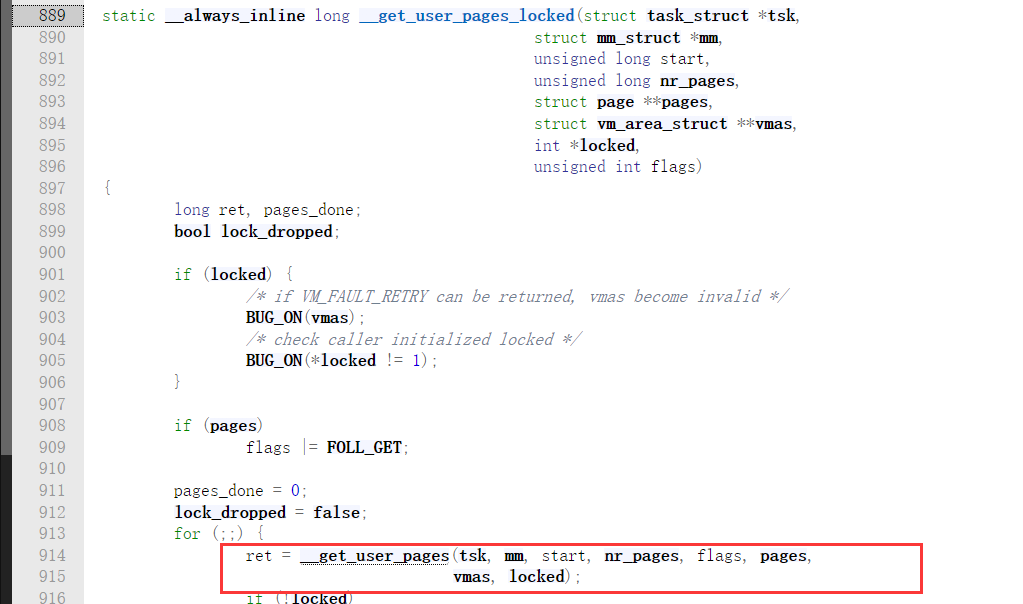 889 static __always_inline long __get_user_pages_locked(struct task_struct *tsk,
890 struct mm_struct *mm,
891 unsigned long start,
892 unsigned long nr_pages,
893 struct page **pages,
894 struct vm_area_struct **vmas,
895 int *locked,
896 unsigned int flags)
897 {
898 long ret, pages_done;
899 bool lock_dropped;
900
901 if (locked) {
902 /* if VM_FAULT_RETRY can be returned, vmas become invalid */
903 BUG_ON(vmas);
904 /* check caller initialized locked */
905 BUG_ON(*locked != 1);
906 }
907
908 if (pages)
909 flags |= FOLL_GET;
910
911 pages_done = 0;
912 lock_dropped = false;
913 for (;;) {
914 ret = __get_user_pages(tsk, mm, start, nr_pages, flags, pages,
915 vmas, locked);
916 if (!locked)